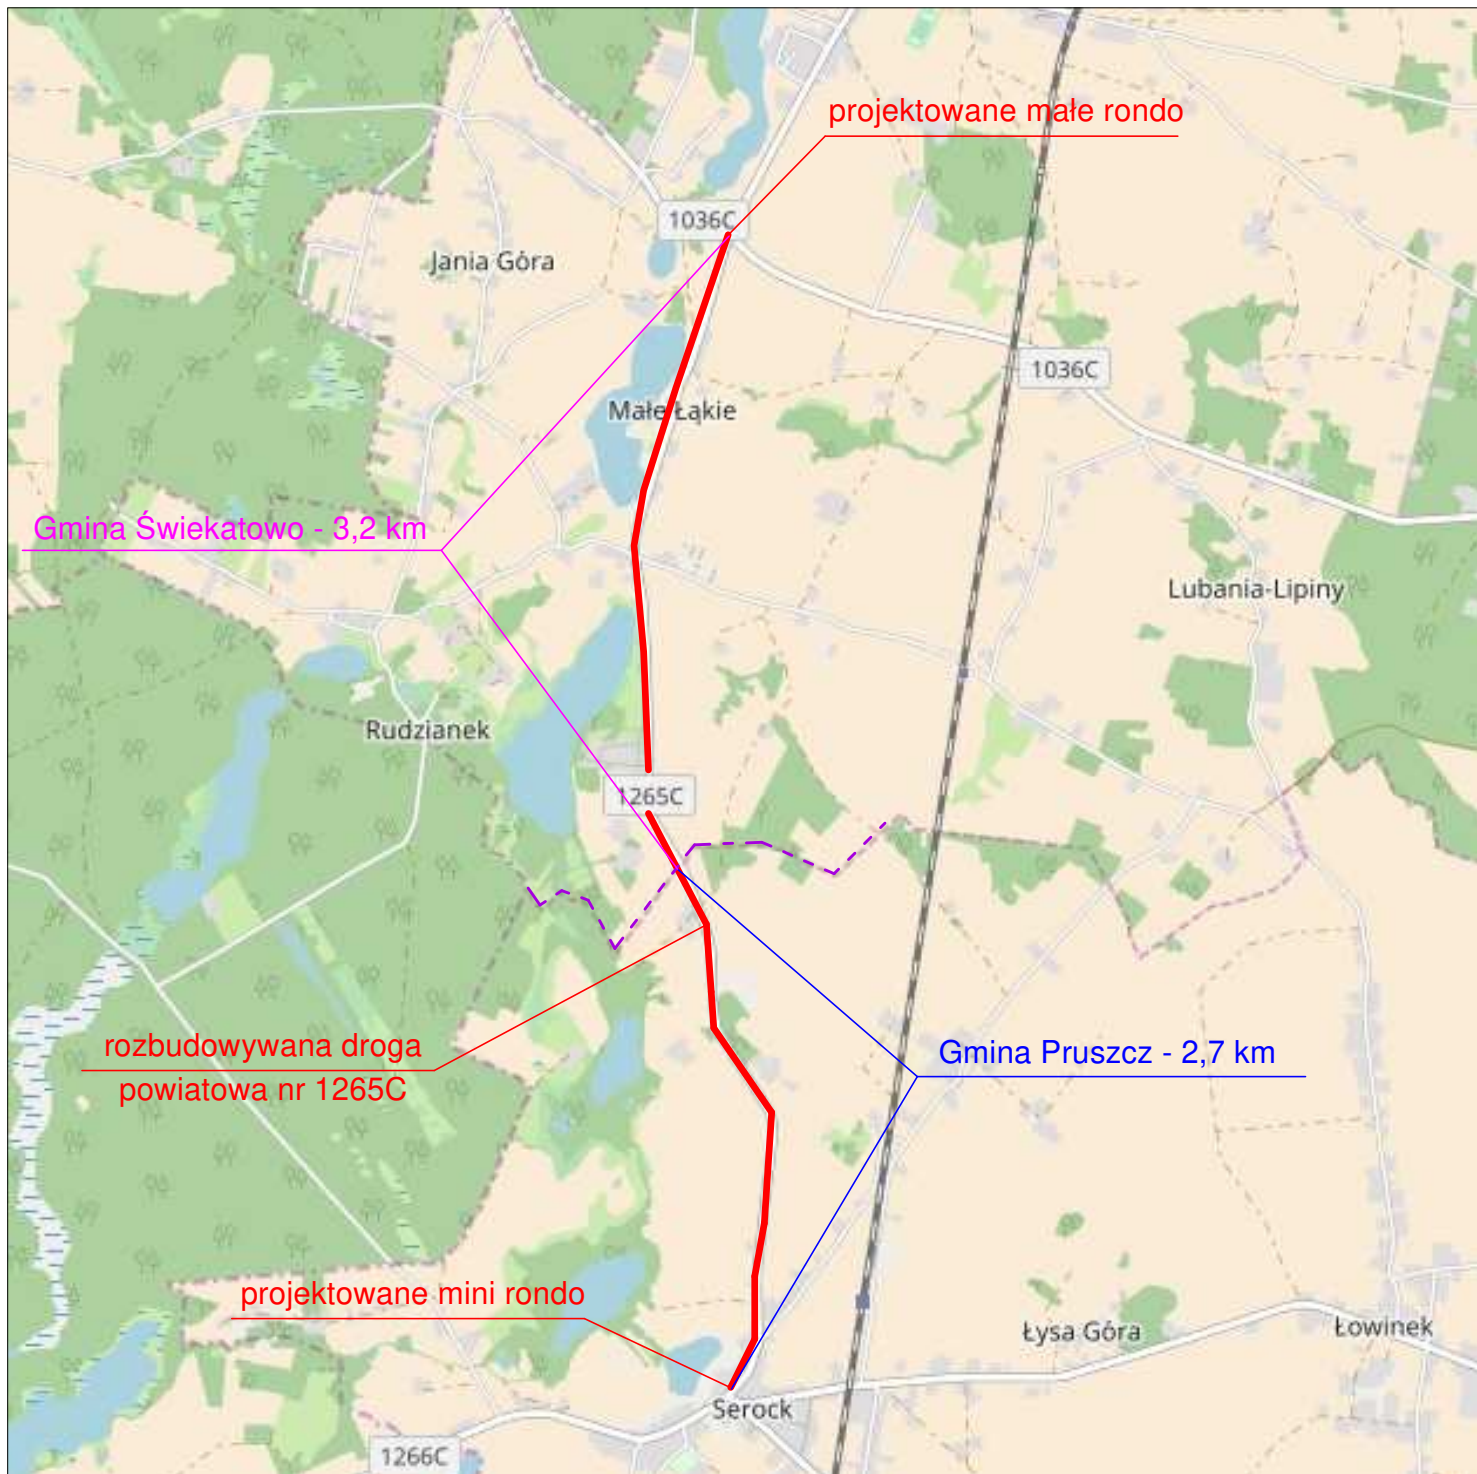 projektowane małe rondo
1036C
Jania Góra
1036C
Małe Łąkie
Gmina Świekatowo - 3,2 km
Lubania-Lipiny
Rudzianek
1265C
rozbudowywana droga
powiatowa nr 1265C
Gmina Pruszcz - 2,7 km
projektowane mini rondo
Łysa Góra
Łowinek
Serock
1266C